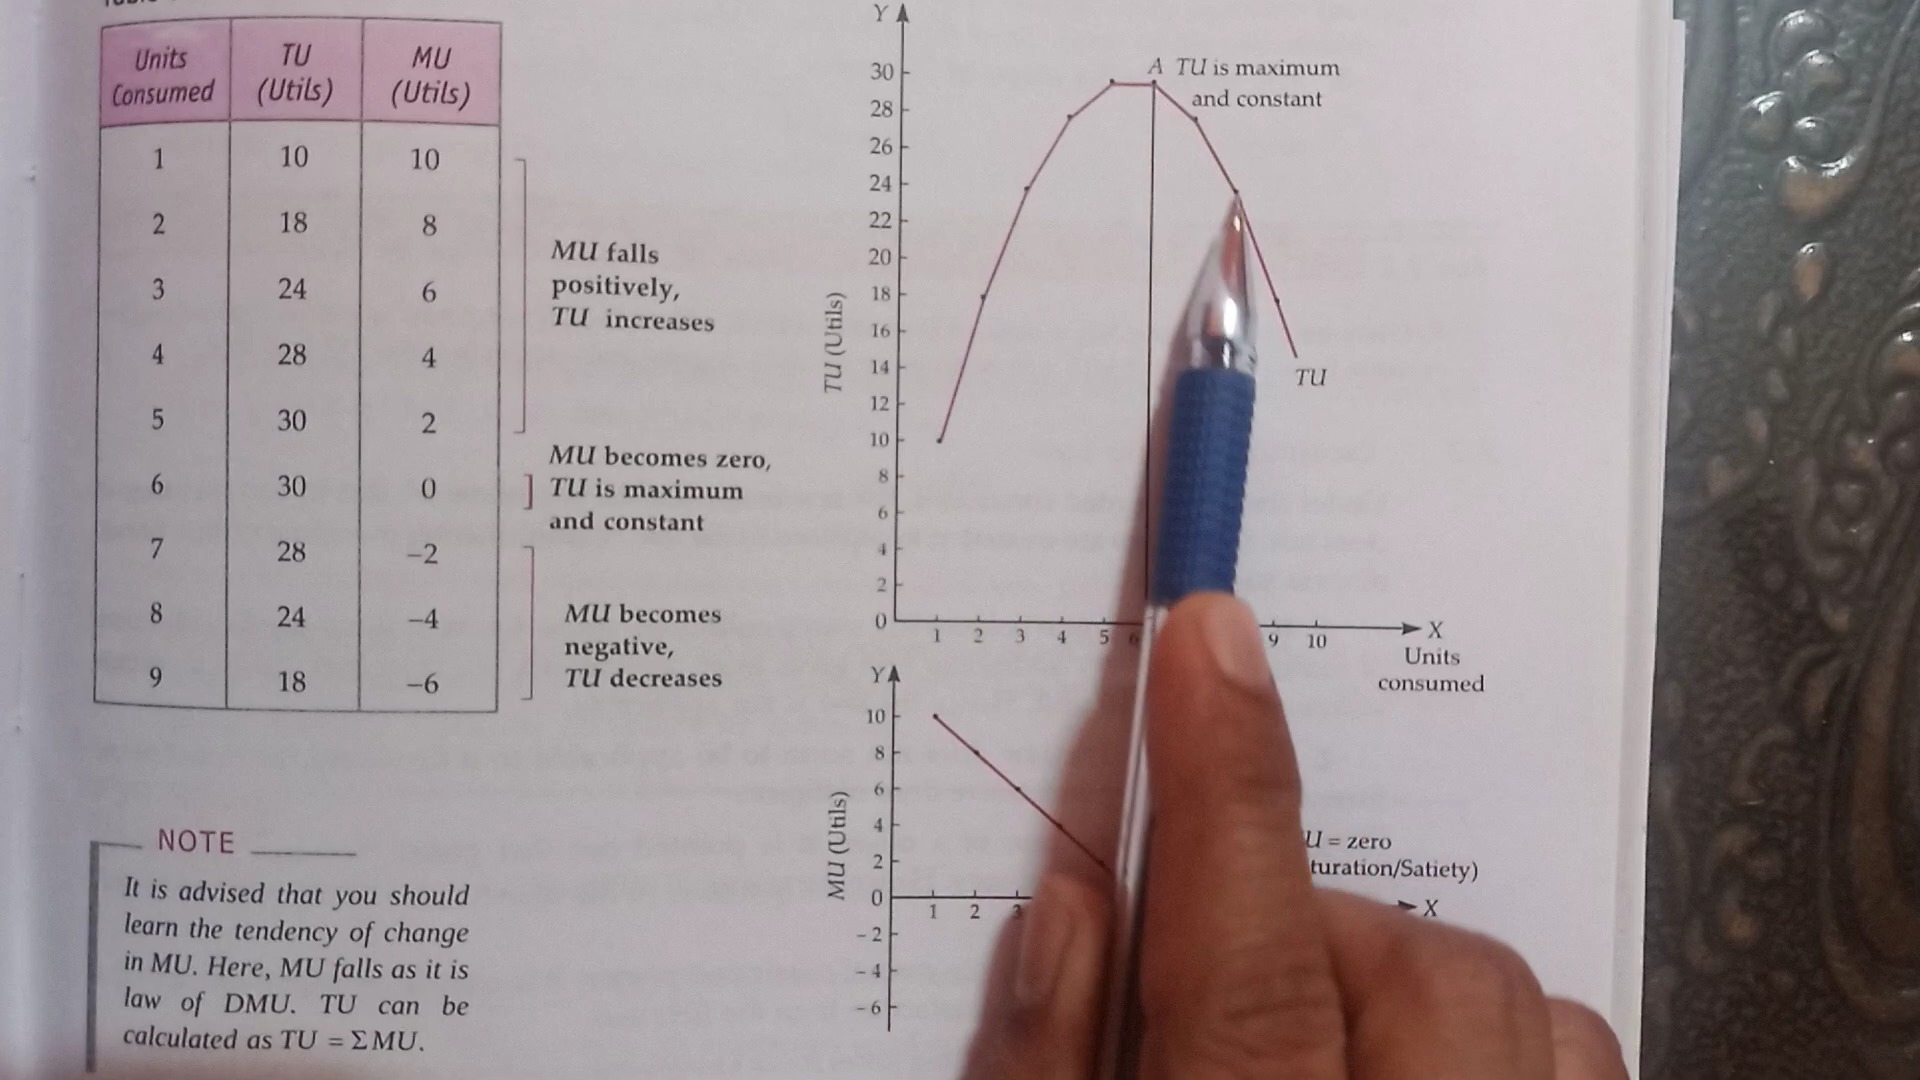 Units Consumed TU (Utils) MU (Utils)
1 10 10
2 18 8
3 24 6
4 28 4
5 30 2
6 30 0
7 28 –2
8 24 –4
9 18 –6
MU falls
positively,
TU increases
MU becomes zero,
TU is maximum
and constant
MU becomes
negative,
TU decreases
NOTE
It is advised that you should
learn the tendency of change
in MU. Here, MU falls as it is
law of DMU. TU can be
calculated as TU = Σ MU.
Y
A TU is maximum
and constant
30
28
26
24
22
20
18
16
14
12
10
8
6
4
2
0
TU (Utils)
TU
1 2 3 4 5 6 9 10
X
Units
consumed
Y
10
8
6
4
2
0
–2
–4
–6
MU (Utils)
1 2 3
= zero
Satiety)
X